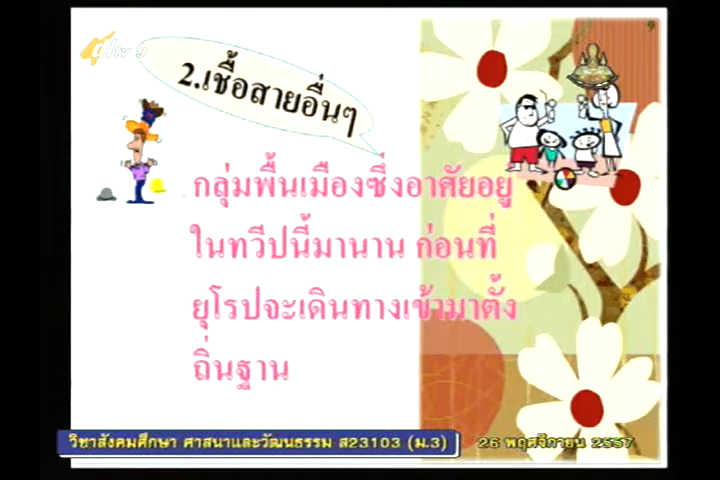 dltv 9
9
2.เชื้อสายอื่นๆ
กลุ่มพื้นเมืองซึ่งอาศัยอยู่
ในทวีปนี้มานาน ก่อนที่
ยุโรปจะเดินทางเข้ามาตั้ง
ถิ่นฐาน
วิชาสังคมศึกษา ศาสนาและวัฒนธรรม ส23103 (ม.3) 26 พฤศจิกายน 2557